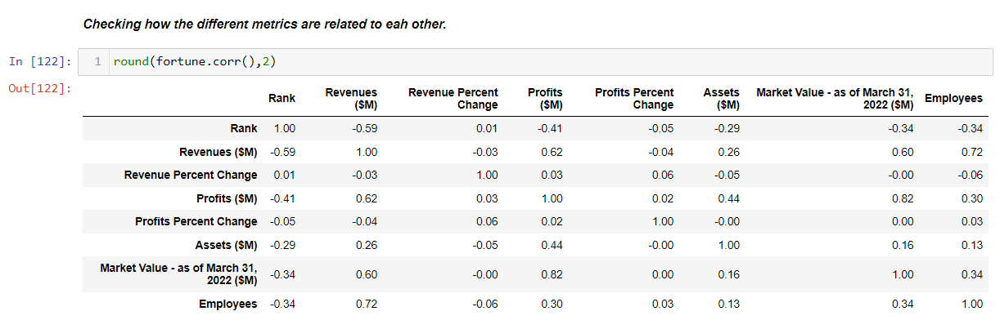 Checking how the different metrics are related to eah other.
In [122]: 1 round(fortune.corr(),2)
Out[122]:
Rank Revenues ($M) Revenue Percent Change Profits ($M) Profits Percent Change Assets ($M) Market Value - as of March 31, 2022 ($M) Employees
Rank 1.00 -0.59 0.01 -0.41 -0.05 -0.29 -0.34 -0.34
Revenues ($M) -0.59 1.00 -0.03 0.62 -0.04 0.26 0.60 0.72
Revenue Percent Change 0.01 -0.03 1.00 0.03 0.06 -0.05 -0.00 -0.06
Profits ($M) -0.41 0.62 0.03 1.00 0.02 0.44 0.82 0.30
Profits Percent Change -0.05 -0.04 0.06 0.02 1.00 -0.00 0.00 0.03
Assets ($M) -0.29 0.26 -0.05 0.44 -0.00 1.00 0.16 0.13
Market Value - as of March 31, 2022 ($M) -0.34 0.60 -0.00 0.82 0.00 0.16 1.00 0.34
Employees -0.34 0.72 -0.06 0.30 0.03 0.13 0.34 1.00